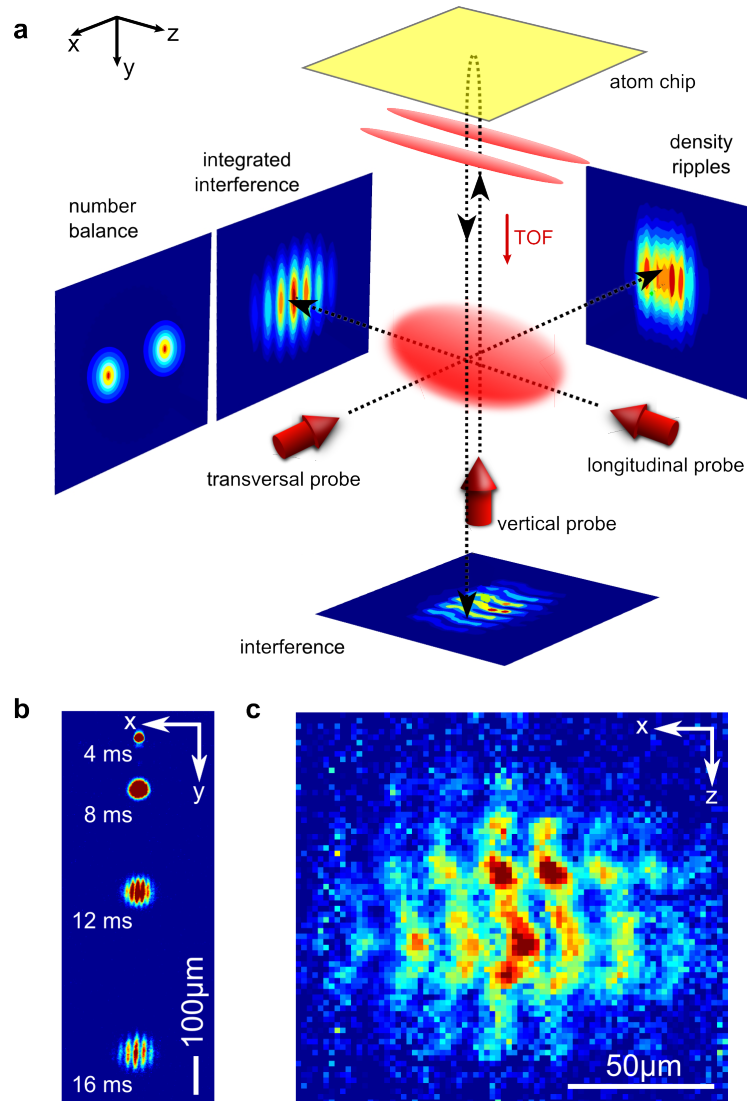 a
x
z
y
atom chip
density
ripples
integrated
interference
number
balance
TOF
transversal probe
longitudinal probe
vertical probe
interference
b
x
4 ms
y
8 ms
12 ms
100µm
16 ms
c
x
z
50µm